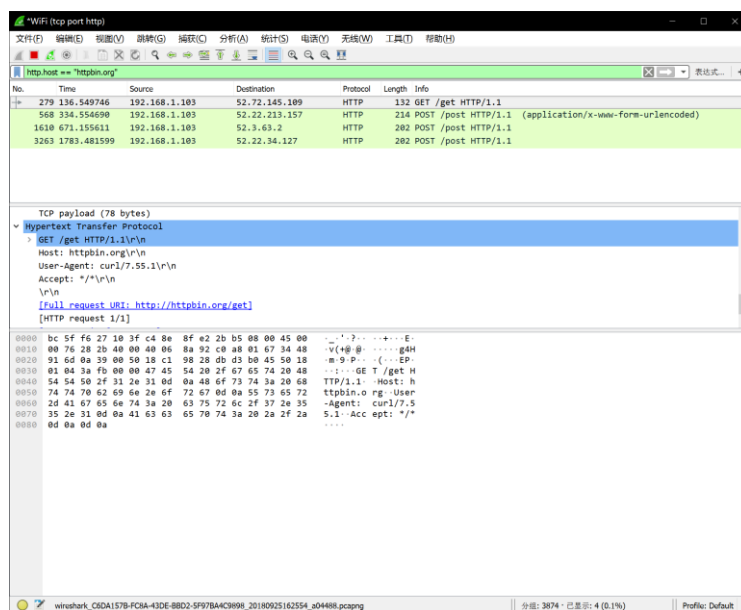 *WiFi (tcp port http)
文件(F) 编辑(E) 视图(V) 跳转(G) 捕获(C) 分析(A) 统计(S) 电话(Y) 无线(W) 工具(T) 帮助(H)
http.host == "httpbin.org" 表达式…
No. Time Source Destination Protocol Length Info
279 136.549746 192.168.1.103 52.72.145.109 HTTP 132 GET /get HTTP/1.1
568 334.554690 192.168.1.103 52.22.213.157 HTTP 214 POST /post HTTP/1.1 (application/x-www-form-urlencoded)
1610 671.155611 192.168.1.103 52.3.63.2 HTTP 202 POST /post HTTP/1.1
3263 1783.481599 192.168.1.103 52.22.34.127 HTTP 202 POST /post HTTP/1.1
TCP payload (78 bytes)
Hypertext Transfer Protocol
GET /get HTTP/1.1\r\n
Host: httpbin.org\r\n
User-Agent: curl/7.55.1\r\n
Accept: */*\r\n
\r\n
[Full request URI: http://httpbin.org/get]
[HTTP request 1/1]
0000 bc 5f f6 27 10 3f c4 8e 8f e2 2b b5 08 00 45 00 ·_·'·?·· ··+···E·
0010 00 76 28 2b 40 00 40 06 8a 92 c0 a8 01 67 34 48 ·v(+@·@· ·····g4H
0020 91 6d 0a 39 00 50 18 c1 98 28 db d3 b0 45 50 18 ·m·9·P·· ·(···EP·
0030 01 04 3a fb 00 00 47 45 54 20 2f 67 65 74 20 48 ··:···GE T /get H
0040 54 54 50 2f 31 2e 31 0d 0a 48 6f 73 74 3a 20 68 TTP/1.1· ·Host: h
0050 74 74 70 62 69 6e 2e 6f 72 67 0d 0a 55 73 65 72 ttpbin.o rg··User
0060 2d 41 67 65 6e 74 3a 20 63 75 72 6c 2f 37 2e 35 -Agent: curl/7.5
0070 35 2e 31 0d 0a 41 63 63 65 70 74 3a 20 2a 2f 2a 5.1··Acc ept: */*
0080 0d 0a 0d 0a ····
wireshark_C6DA157B-FC8A-43DE-BBD2-5F97BA4C9898_20180925162554_a04488.pcapng 分组: 3874 · 已显示: 4 (0.1%) Profile: Default